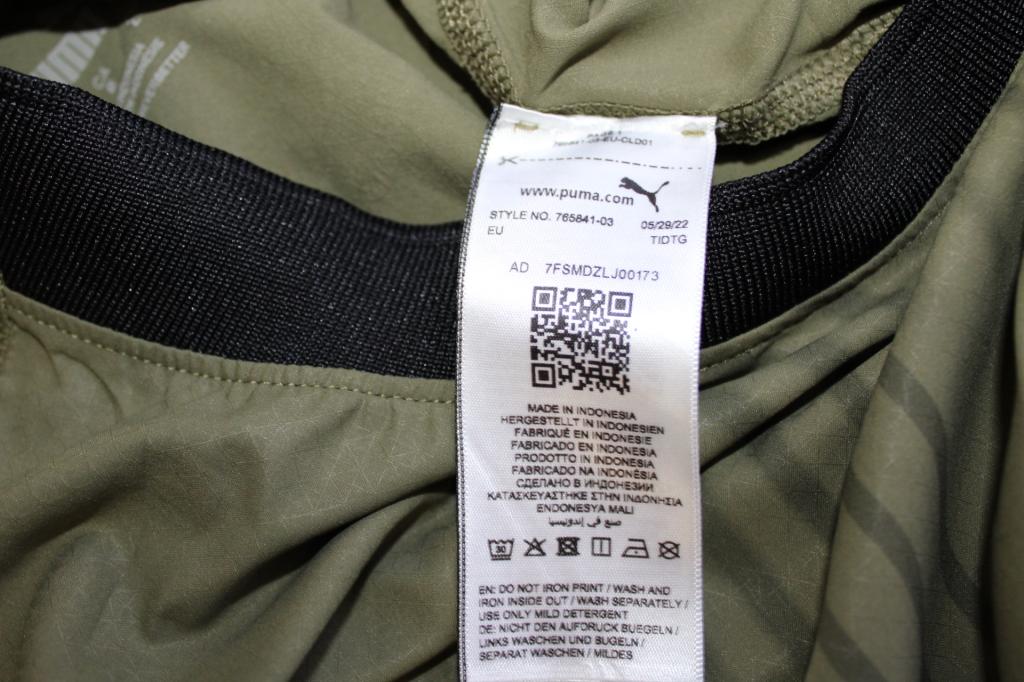 PAGE 1
www.puma.com
STYLE NO. 765841-03 05/29/22
EU TIDTG
AD 7FSMDZLJ00173
MADE IN INDONESIA
HERGESTELLT IN INDONESIEN
FABRIQUÉ EN INDONESIE
FABRICADO EN INDONESIA
PRODOTTO IN INDONESIA
FABRICADO NA INDONÉSIA
СДЕЛАНО В ИНДОНЕЗИИ
ΚΑΤΑΣΚΕΥΑΣΤΗΚΕ ΣΤΗΝ ΙΝΔΟΝΗΣΙΑ
ENDONESYA MALI
صنع في إندونيسيا
30
EN: DO NOT IRON PRINT / WASH AND
IRON INSIDE OUT / WASH SEPARATELY /
USE ONLY MILD DETERGENT
DE: NICHT DEN AUFDRUCK BUEGELN /
LINKS WASCHEN UND BUGELN /
SEPARAT WASCHEN / MILDES